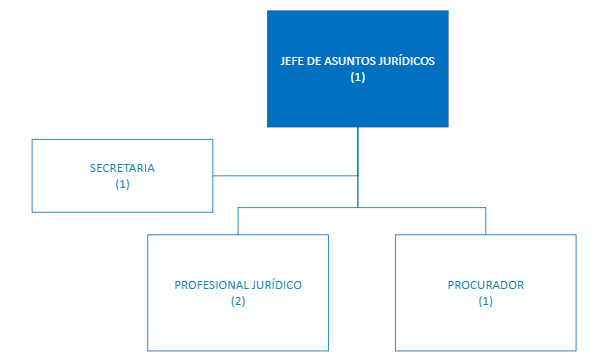 JEFE DE ASUNTOS JURÍDICOS
(1)
SECRETARIA
(1)
PROFESIONAL JURÍDICO
(2)
PROCURADOR
(1)